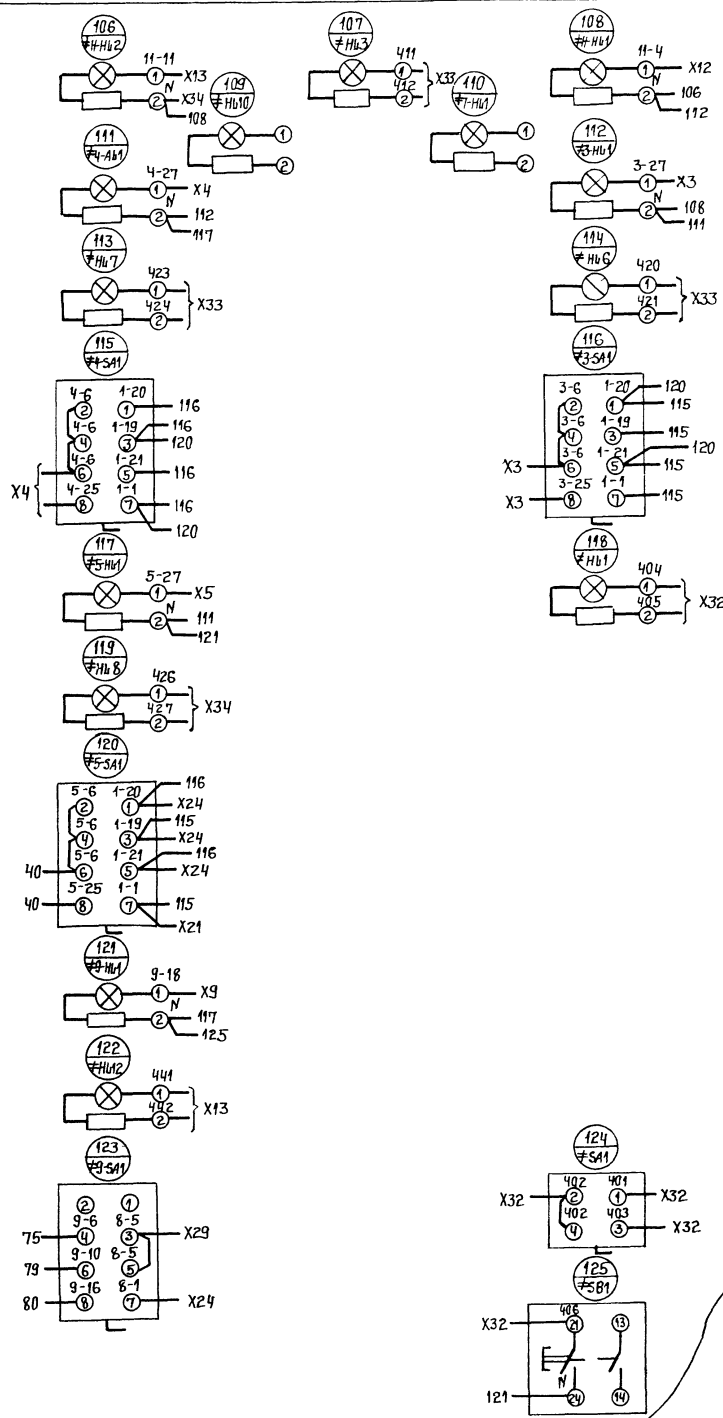 106
≠4-HL2
11-11
1
X13
N
2
X34
108
109
≠HL10
1
2
107
≠HL3
411
1
412
2
X33
110
≠7-HL1
1
2
108
≠4-HL1
11-4
1
X12
N
2
106
112
111
≠4-AL1
4-27
1
X4
N
2
112
117
112
≠3-HL1
3-27
1
X3
N
2
108
111
113
≠HL7
423
1
424
2
X33
114
≠HL6
420
1
421
2
X33
115
≠4-SA1
4-6 1-20
2 1 116
4-6 1-19 116
4 3 120
4-6 1-21
6 5 116
X4
4-25 1-1
8 7 116
120
116
≠3-SA1
3-6 1-20 120
2 1 115
3-6 1-19
4 3 115
3-6 1-21 120
X3 6 5 115
3-25 1-1
X3 8 7 115
117
≠5-HL1
5-27
1
X5
N
2
111
121
118
≠HL1
404
1
405
2
X32
119
≠HL8
426
1
427
2
X34
120
≠5-SA1
5-6 1-20 116
2 1 X24
5-6 1-19 115
4 3 X24
5-6 1-21 116
40 6 5 X24
5-25 1-1
40 8 7 115
X21
121
≠9-HL1
9-18
1
X9
N
2
117
125
122
≠HL12
441
1
442
2
X13
123
≠9-SA1
2 1
9-6 8-5
75 4 3 X29
9-10 8-5
79 6 5
9-16 8-1
80 8 7 X24
124
≠SA1
402 401
X32 2 1 X32
402 403
4 3 X32
125
≠SB1
406
X32 21 13
N
121 24 14